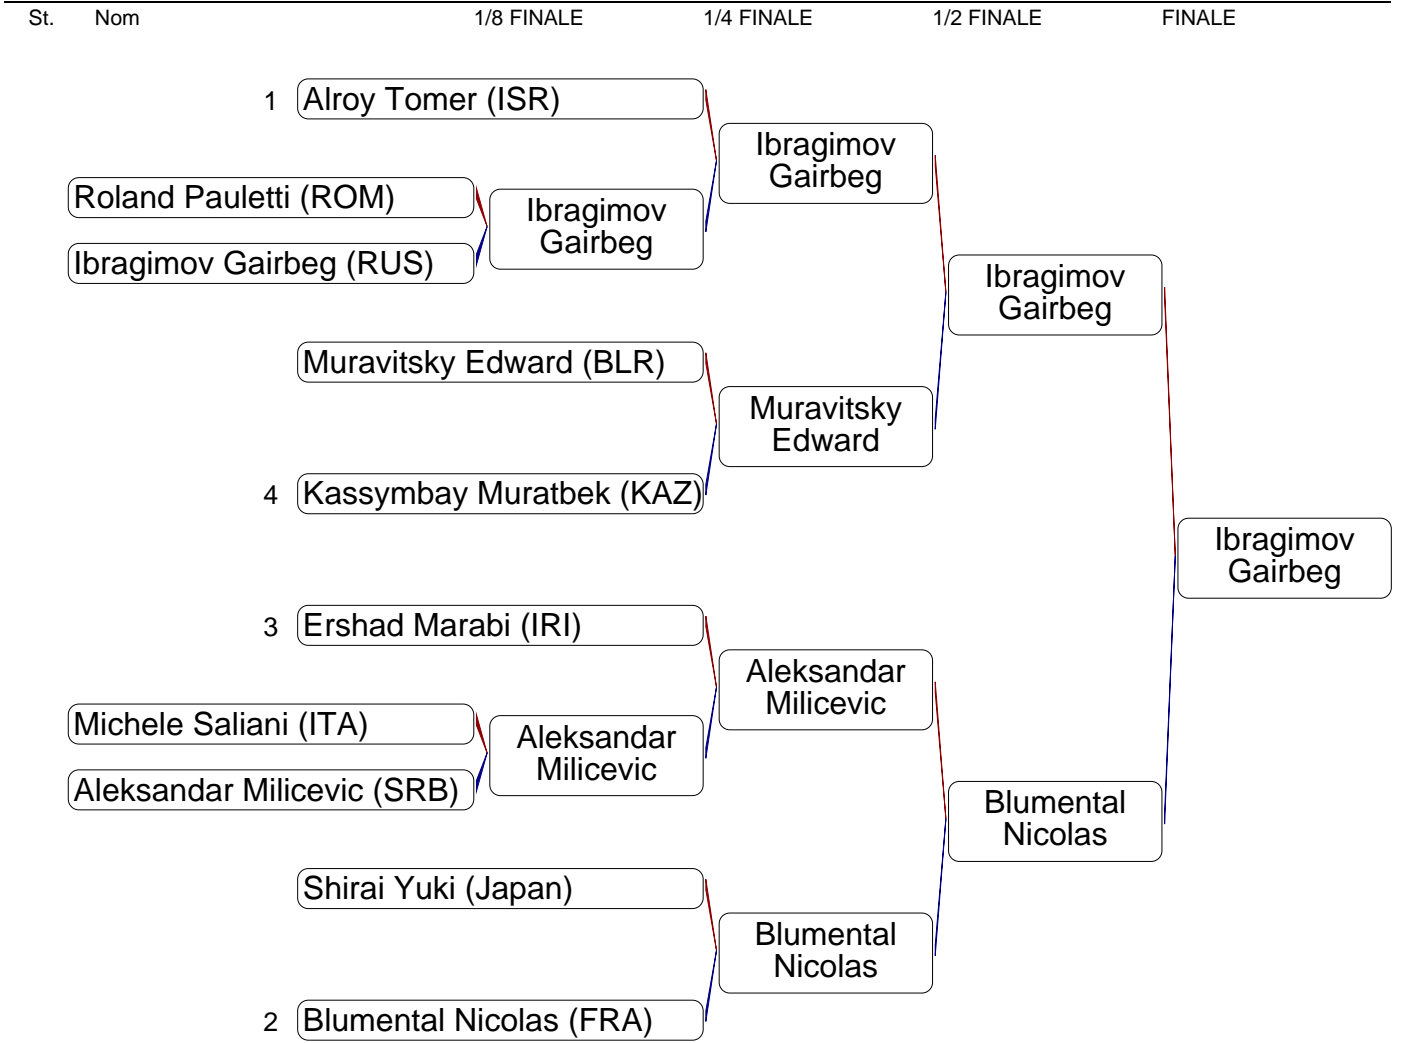 St. Nom 1/8 FINALE 1/4 FINALE 1/2 FINALE FINALE
1 Alroy Tomer (ISR)
Ibragimov
Gairbeg
Roland Pauletti (ROM)
Ibragimov
Gairbeg
Ibragimov Gairbeg (RUS)
Ibragimov
Gairbeg
Muravitsky Edward (BLR)
Muravitsky
Edward
4 Kassymbay Muratbek (KAZ)
Ibragimov
Gairbeg
3 Ershad Marabi (IRI)
Aleksandar
Milicevic
Michele Saliani (ITA)
Aleksandar
Milicevic
Aleksandar Milicevic (SRB)
Blumental
Nicolas
Shirai Yuki (Japan)
Blumental
Nicolas
2 Blumental Nicolas (FRA)